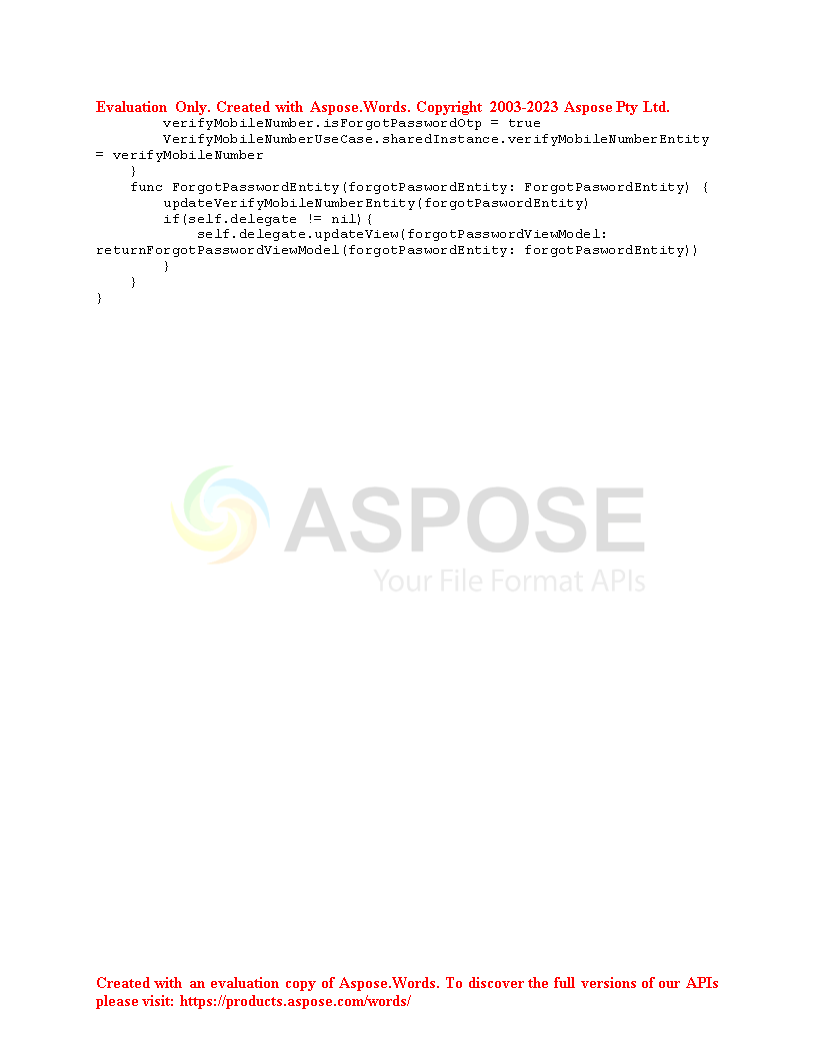 Evaluation Only. Created with Aspose.Words. Copyright 2003-2023 Aspose Pty Ltd.
        verifyMobileNumber.isForgotPasswordOtp = true
        VerifyMobileNumberUseCase.sharedInstance.verifyMobileNumberEntity
= verifyMobileNumber
    }
    func ForgotPasswordEntity(forgotPaswordEntity: ForgotPaswordEntity) {
        updateVerifyMobileNumberEntity(forgotPaswordEntity)
        if(self.delegate != nil){
            self.delegate.updateView(forgotPasswordViewModel:
returnForgotPasswordViewModel(forgotPaswordEntity: forgotPaswordEntity))
        }
    }
}
ASPOSE
Your File Format APIs
Created with an evaluation copy of Aspose.Words. To discover the full versions of our APIs
please visit: https://products.aspose.com/words/